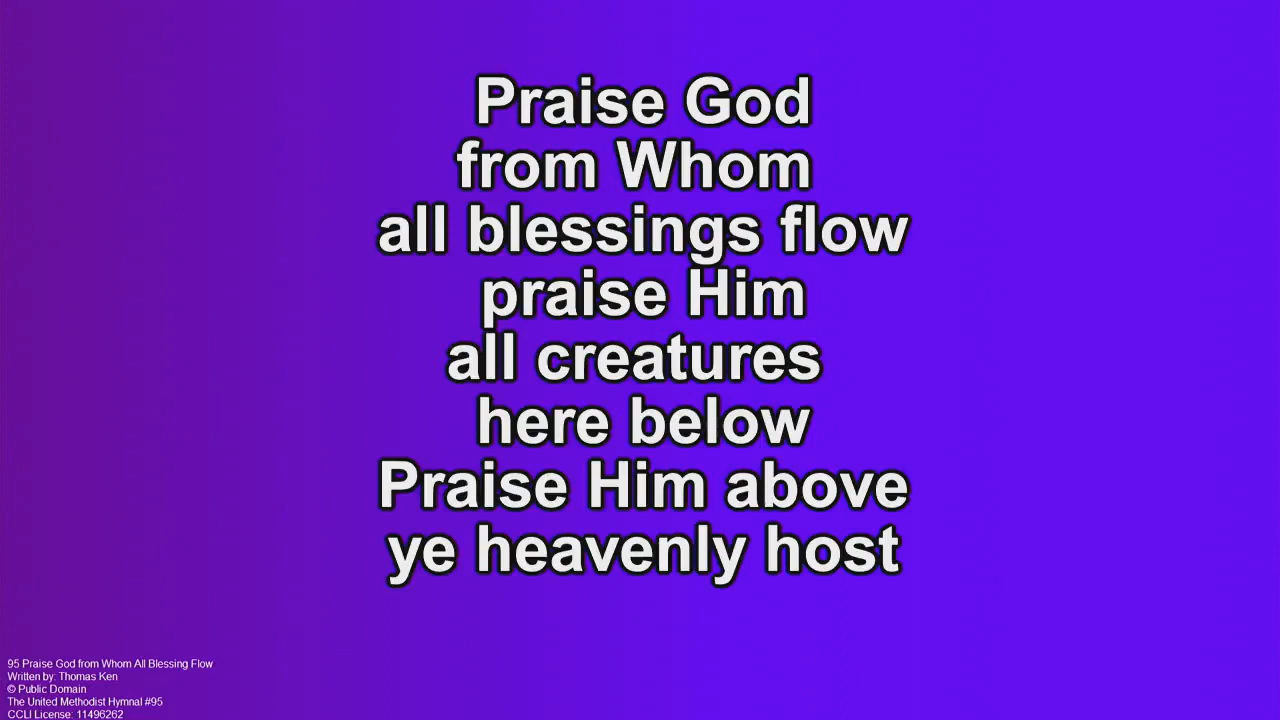 Praise God
from Whom
all blessings flow
praise Him
all creatures
here below
Praise Him above
ye heavenly host
95 Praise God from Whom All Blessing Flow
Written by: Thomas Ken
© Public Domain
The United Methodist Hymnal #95
CCLI License: 11496262